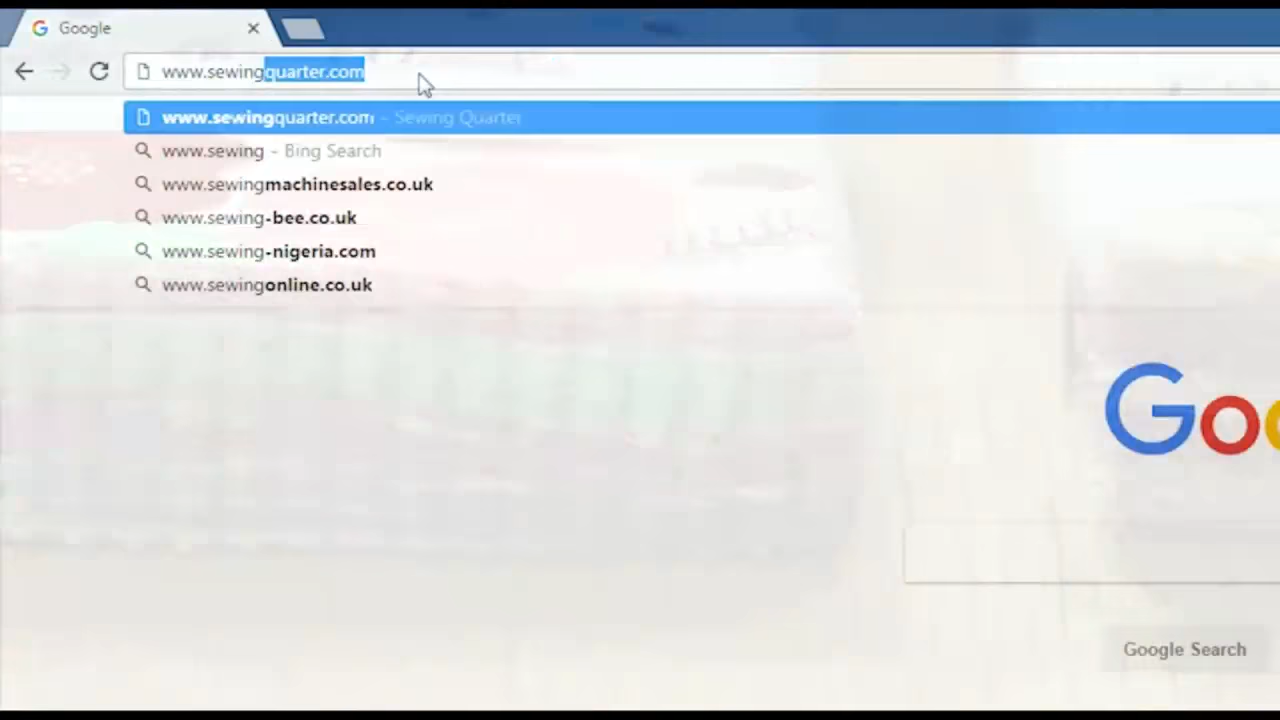 Google
www.sewingquarter.com
www.sewingquarter.com - Sewing Quarter
www.sewing - Bing Search
www.sewingmachinesales.co.uk
www.sewing-bee.co.uk
www.sewing-nigeria.com
www.sewingonline.co.uk
Goo
Google Search